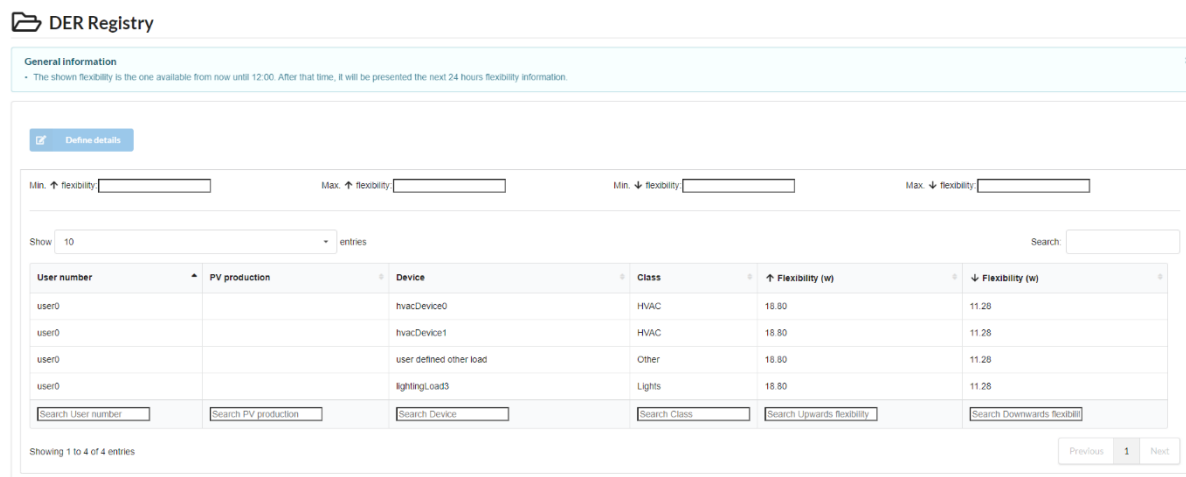 DER Registry
General information
• The shown flexibility is the one available from now until 12:00. After that time, it will be presented the next 24 hours flexibility information.
Define details
Min. ↑ flexibility: Max. ↑ flexibility: Min. ↓ flexibility: Max. ↓ flexibility:
Show 10 entries Search:
User number PV production Device Class ↑ Flexibility (w) ↓ Flexibility (w)
user0 hvacDevice0 HVAC 18.80 11.28
user0 hvacDevice1 HVAC 18.80 11.28
user0 user defined other load Other 18.80 11.28
user0 lightingLoad3 Lights 18.80 11.28
Search User number Search PV production Search Device Search Class Search Upwards flexibility Search Downwards flexibilit
Showing 1 to 4 of 4 entries Previous 1 Next